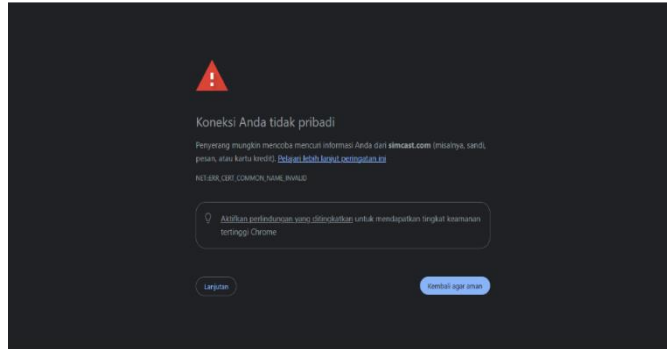 Koneksi Anda tidak pribadi
Penyerang mungkin mencoba mencuri informasi Anda dari simcast.com (misalnya, sandi,
pesan, atau kartu kredit). Pelajari lebih lanjut peringatan ini
NET::ERR_CERT_COMMON_NAME_INVALID
Aktifkan perlindungan yang ditingkatkan untuk mendapatkan tingkat keamanan
tertinggi Chrome
Lanjutan
Kembali agar aman